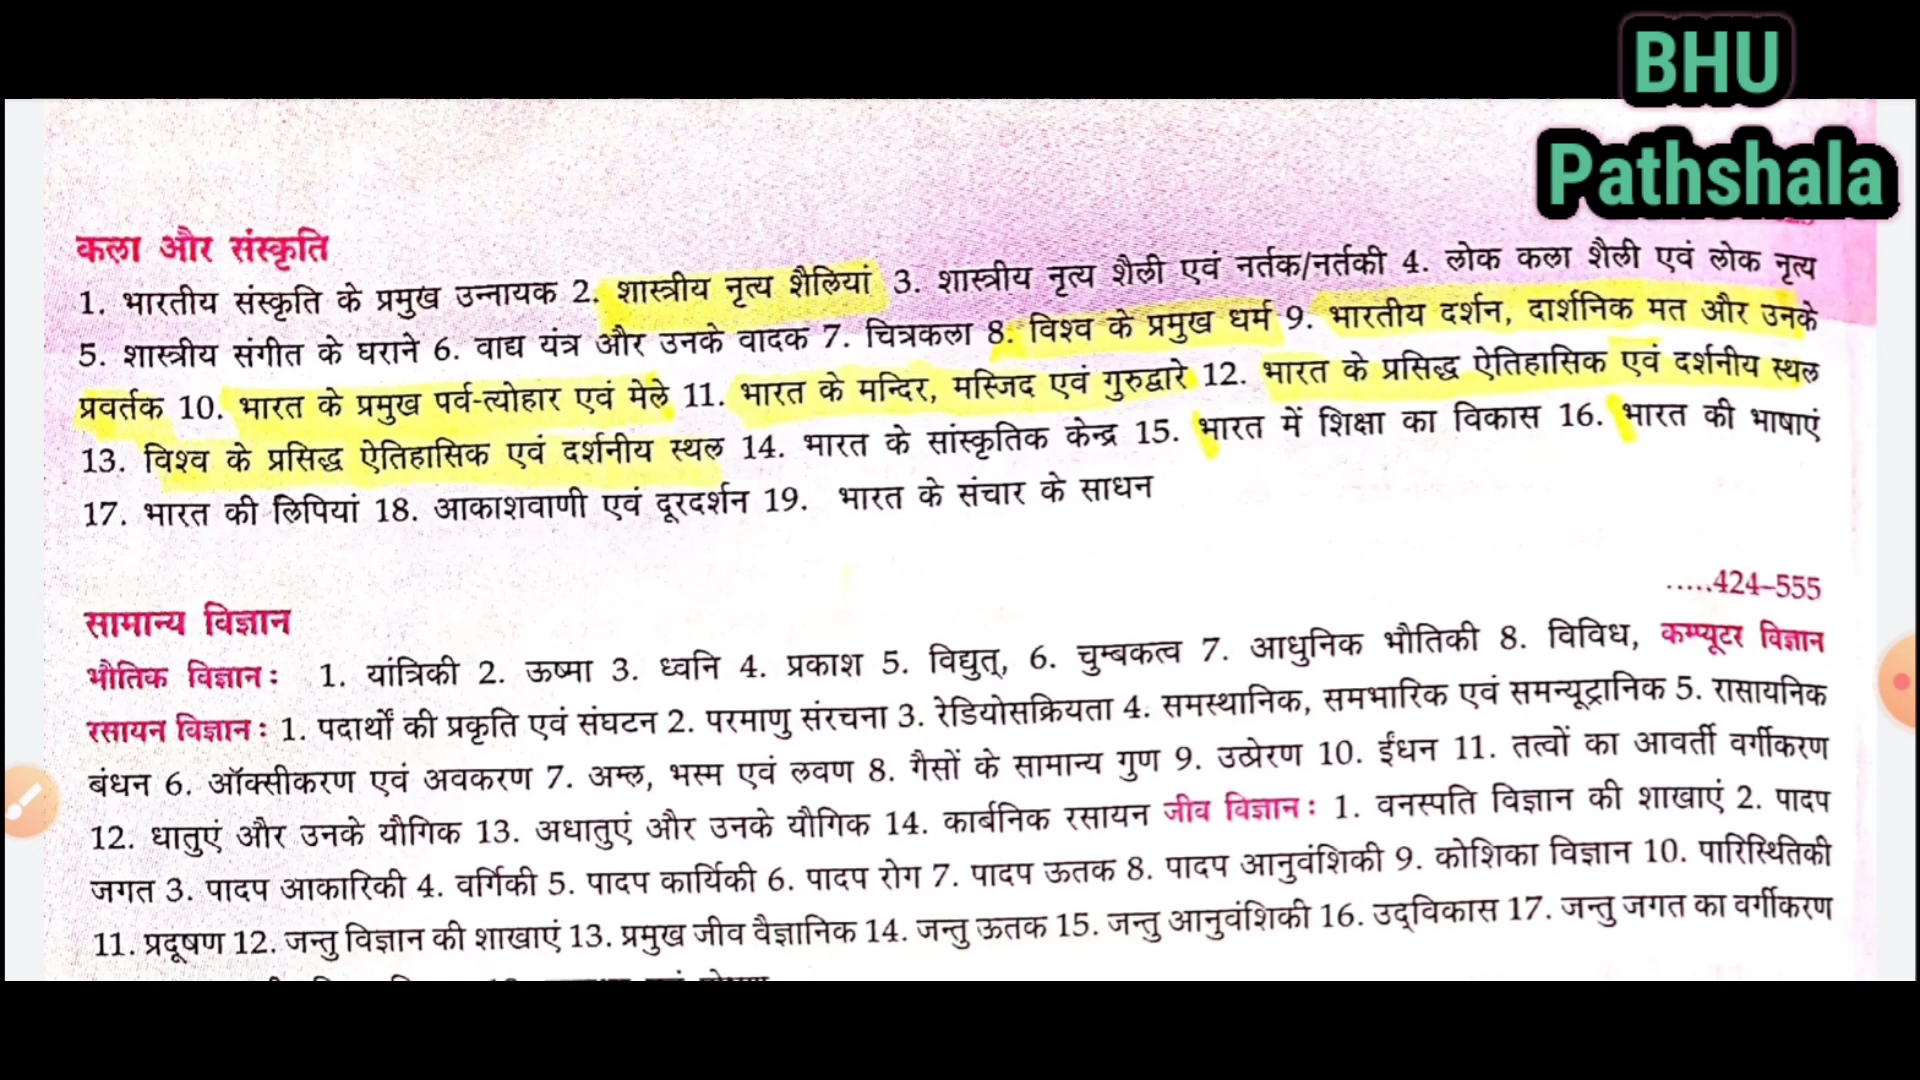 BHU
Pathshala
कला और संस्कृति
1. भारतीय संस्कृति के प्रमुख उन्नायक 2. शास्त्रीय नृत्य शैलियां 3. शास्त्रीय नृत्य शैली एवं नर्तक/नर्तकी 4. लोक कला शैली एवं लोक नृत्य
5. शास्त्रीय संगीत के घराने 6. वाद्य यंत्र और उनके वादक 7. चित्रकला 8. विश्व के प्रमुख धर्म 9. भारतीय दर्शन, दार्शनिक मत और उनके
प्रवर्तक 10. भारत के प्रमुख पर्व-त्योहार एवं मेले 11. भारत के मन्दिर, मस्जिद एवं गुरुद्वारे 12. भारत के प्रसिद्ध ऐतिहासिक एवं दर्शनीय स्थल
13. विश्व के प्रसिद्ध ऐतिहासिक एवं दर्शनीय स्थल 14. भारत के सांस्कृतिक केन्द्र 15. भारत में शिक्षा का विकास 16. भारत की भाषाएं
17. भारत की लिपियां 18. आकाशवाणी एवं दूरदर्शन 19. भारत के संचार के साधन
.....424–555
सामान्य विज्ञान
भौतिक विज्ञान: 1. यांत्रिकी 2. ऊष्मा 3. ध्वनि 4. प्रकाश 5. विद्युत्, 6. चुम्बकत्व 7. आधुनिक भौतिकी 8. विविध, कम्प्यूटर विज्ञान
रसायन विज्ञान: 1. पदार्थों की प्रकृति एवं संघटन 2. परमाणु संरचना 3. रेडियोसक्रियता 4. समस्थानिक, समभारिक एवं समन्यूट्रानिक 5. रासायनिक
बंधन 6. ऑक्सीकरण एवं अवकरण 7. अम्ल, भस्म एवं लवण 8. गैसों के सामान्य गुण 9. उत्प्रेरण 10. ईंधन 11. तत्वों का आवर्ती वर्गीकरण
12. धातुएं और उनके यौगिक 13. अधातुएं और उनके यौगिक 14. कार्बनिक रसायन जीव विज्ञान: 1. वनस्पति विज्ञान की शाखाएं 2. पादप
जगत 3. पादप आकारिकी 4. वर्गिकी 5. पादप कार्यिकी 6. पादप रोग 7. पादप ऊतक 8. पादप आनुवंशिकी 9. कोशिका विज्ञान 10. पारिस्थितिकी
11. प्रदूषण 12. जन्तु विज्ञान की शाखाएं 13. प्रमुख जीव वैज्ञानिक 14. जन्तु ऊतक 15. जन्तु आनुवंशिकी 16. उद्‌विकास 17. जन्तु जगत का वर्गीकरण